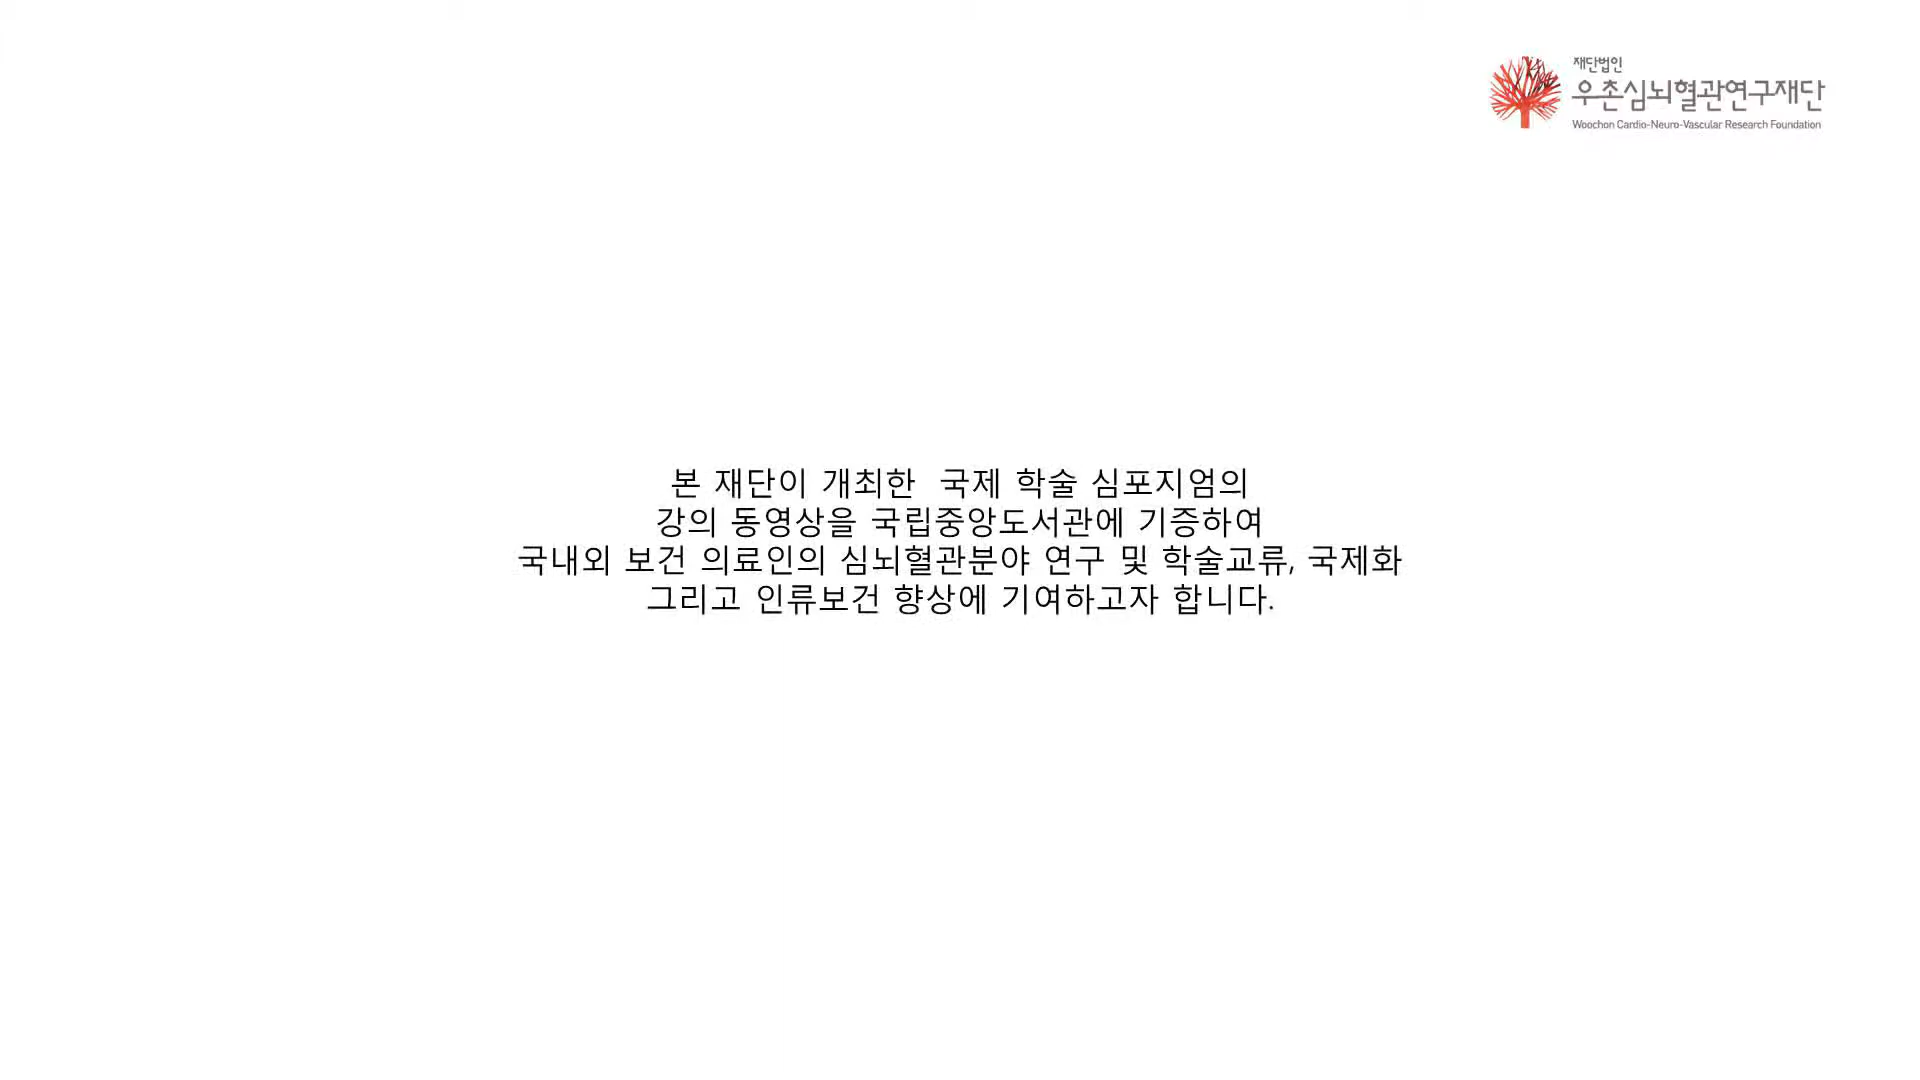 재단법인
우촌심뇌혈관연구재단
Woochon Cardio-Neuro-Vascular Research Foundation
본 재단이 개최한 국제 학술 심포지엄의
강의 동영상을 국립중앙도서관에 기증하여
국내외 보건 의료인의 심뇌혈관분야 연구 및 학술교류, 국제화
그리고 인류보건 향상에 기여하고자 합니다.